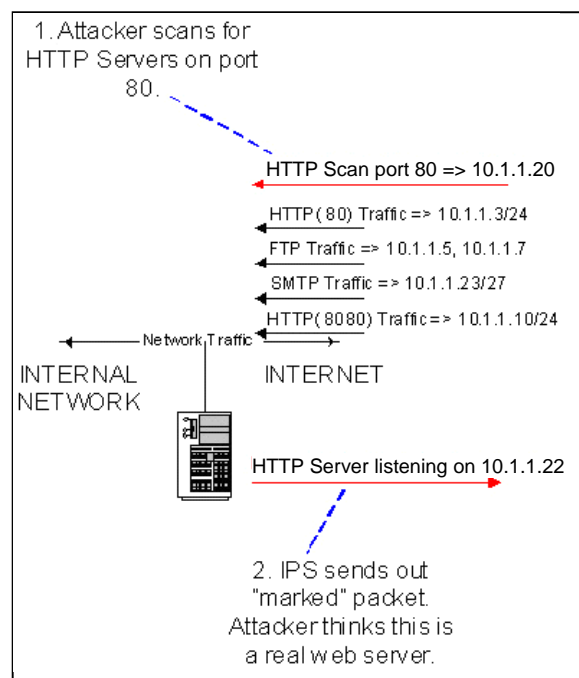 1. Attacker scans for
HTTP Servers on port
80.
HTTP Scan port 80 => 10.1.1.20
HTTP(80) Traffic => 10.1.1.3/24
FTP Traffic => 10.1.1.5, 10.1.1.7
SMTP Traffic => 10.1.1.23/27
HTTP(8080) Traffic => 10.1.1.10/24
Network Traffic
INTERNAL
NETWORK
INTERNET
HTTP Server listening on 10.1.1.22
2. IPS sends out
"marked" packet.
Attacker thinks this is
a real web server.